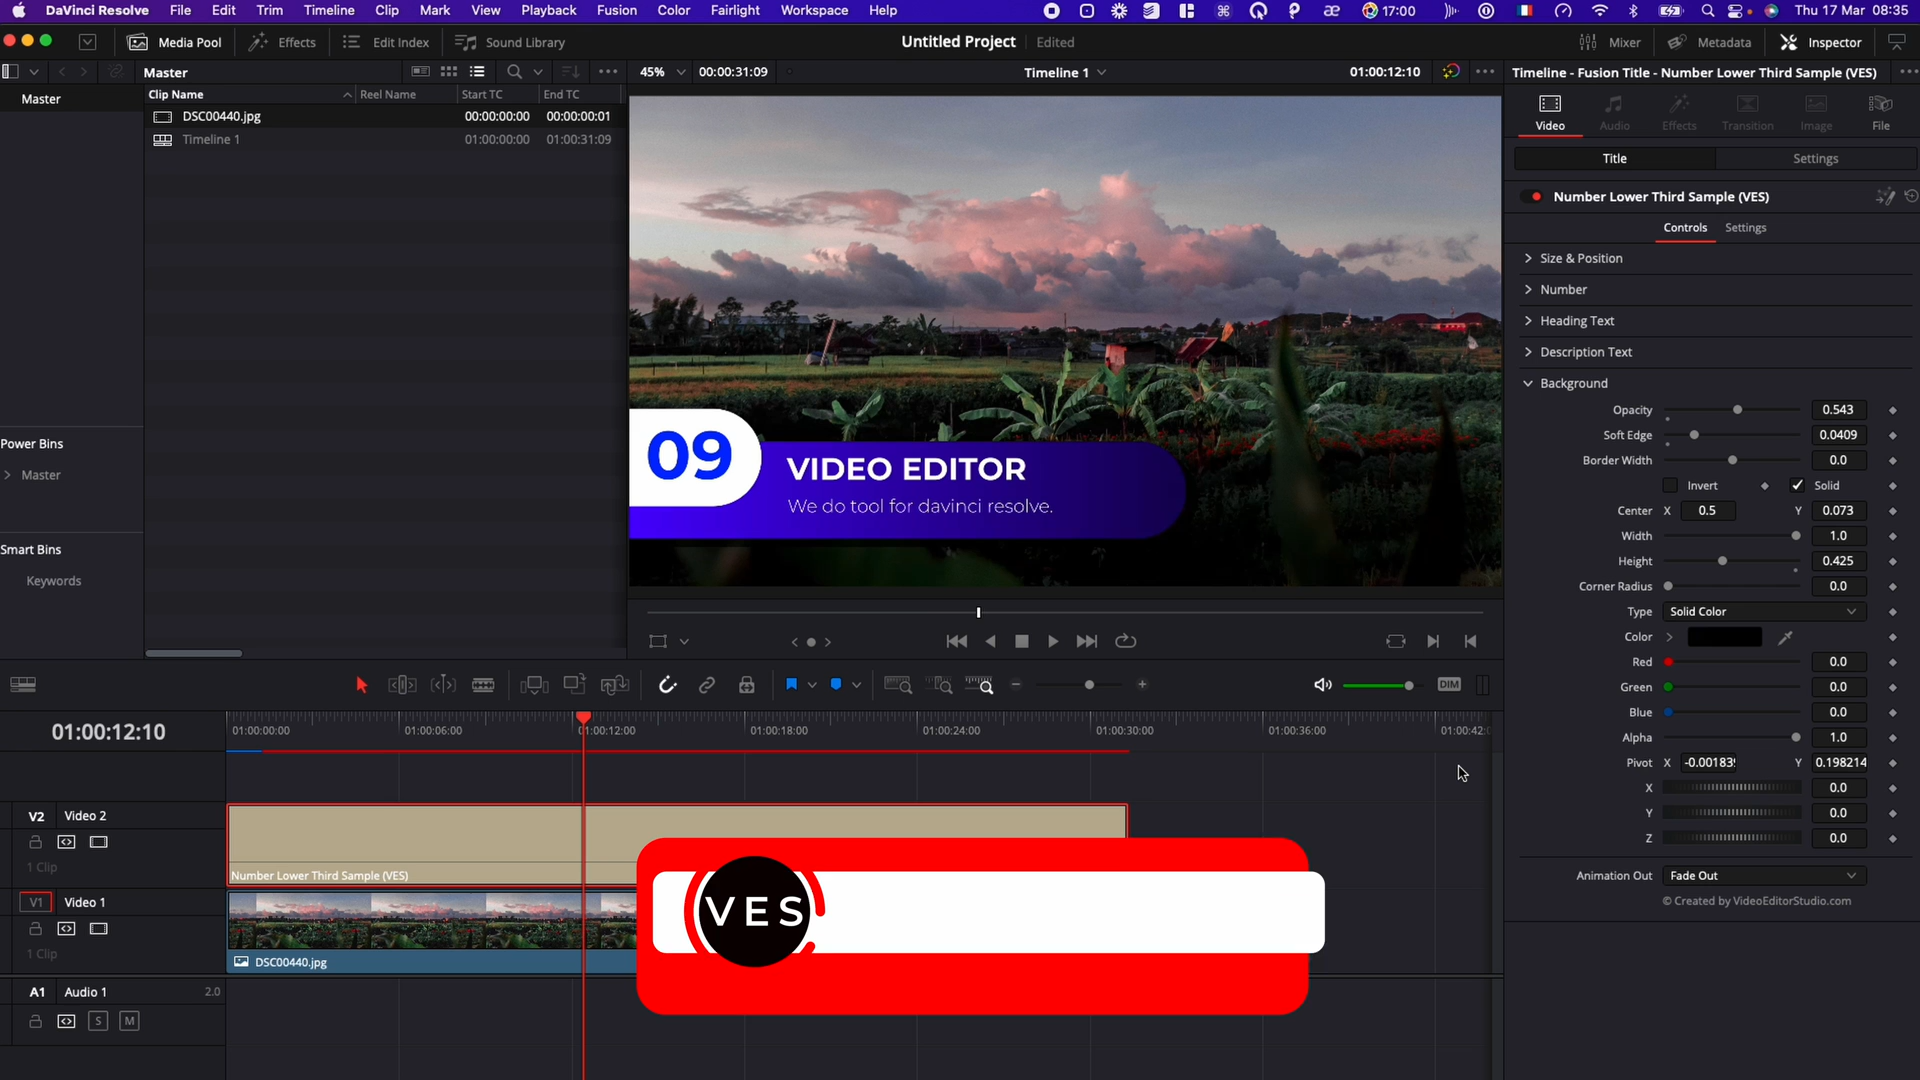 DaVinci Resolve File Edit Trim Timeline Clip Mark View Playback Fusion Color Fairlight Workspace Help 17:00 Thu 17 Mar 08:35
Media Pool Effects Edit Index Sound Library Untitled Project Edited Mixer Metadata Inspector
Master 45% 00:00:31:09 Timeline 1 01:00:12:10 Timeline - Fusion Title - Number Lower Third Sample (VES)
Master
Clip Name Reel Name Start TC End TC
DSC00440.jpg 00:00:00:00 00:00:00:01
Timeline 1 01:00:00:00 01:00:31:09
Power Bins
Master
Smart Bins
Keywords
09
VIDEO EDITOR
We do tool for davinci resolve.
Video Audio Effects Transition Image File
Title Settings
Number Lower Third Sample (VES)
Controls Settings
Size & Position
Number
Heading Text
Description Text
Background
Opacity 0.543
Soft Edge 0.0409
Border Width 0.0
Invert Solid
Center X 0.5 Y 0.073
Width 1.0
Height 0.425
Corner Radius 0.0
Type Solid Color
Color
Red 0.0
Green 0.0
Blue 0.0
Alpha 1.0
Pivot X -0.00183 Y 0.198214
X 0.0
Y 0.0
Z 0.0
Animation Out Fade Out
© Created by VideoEditorStudio.com
DIM
01:00:12:10 01:00:00:00 01:00:06:00 01:00:12:00 01:00:18:00 01:00:24:00 01:00:30:00 01:00:36:00 01:00:42:
V2 Video 2
1 Clip
Number Lower Third Sample (VES)
V1 Video 1
1 Clip
DSC00440.jpg
VES
A1 Audio 1 2.0
S M